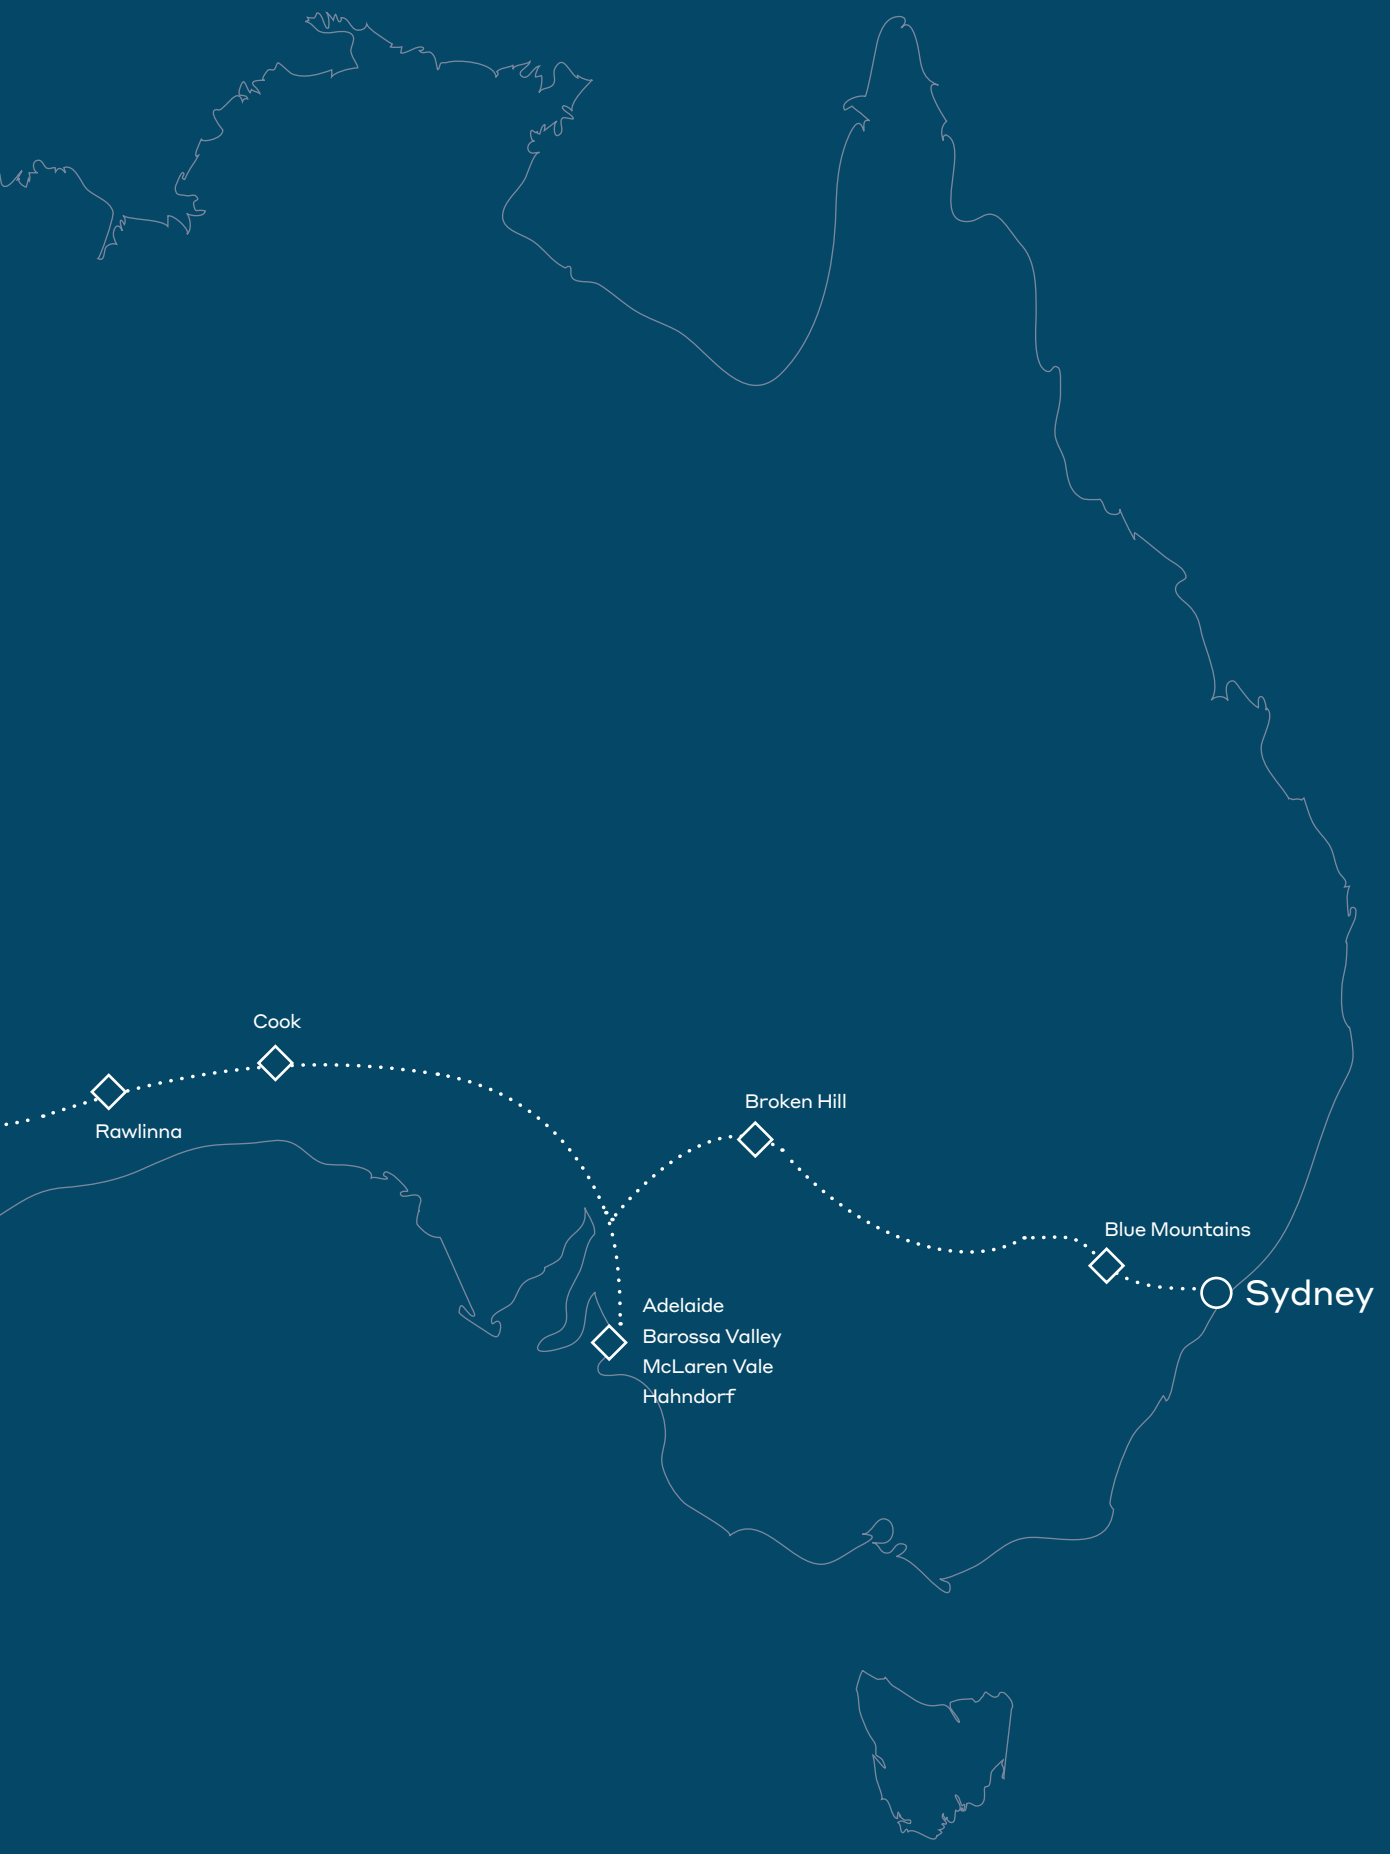 Cook
Broken Hill
Rawlinna
Blue Mountains
Sydney
Adelaide
Barossa Valley
McLaren Vale
Hahndorf